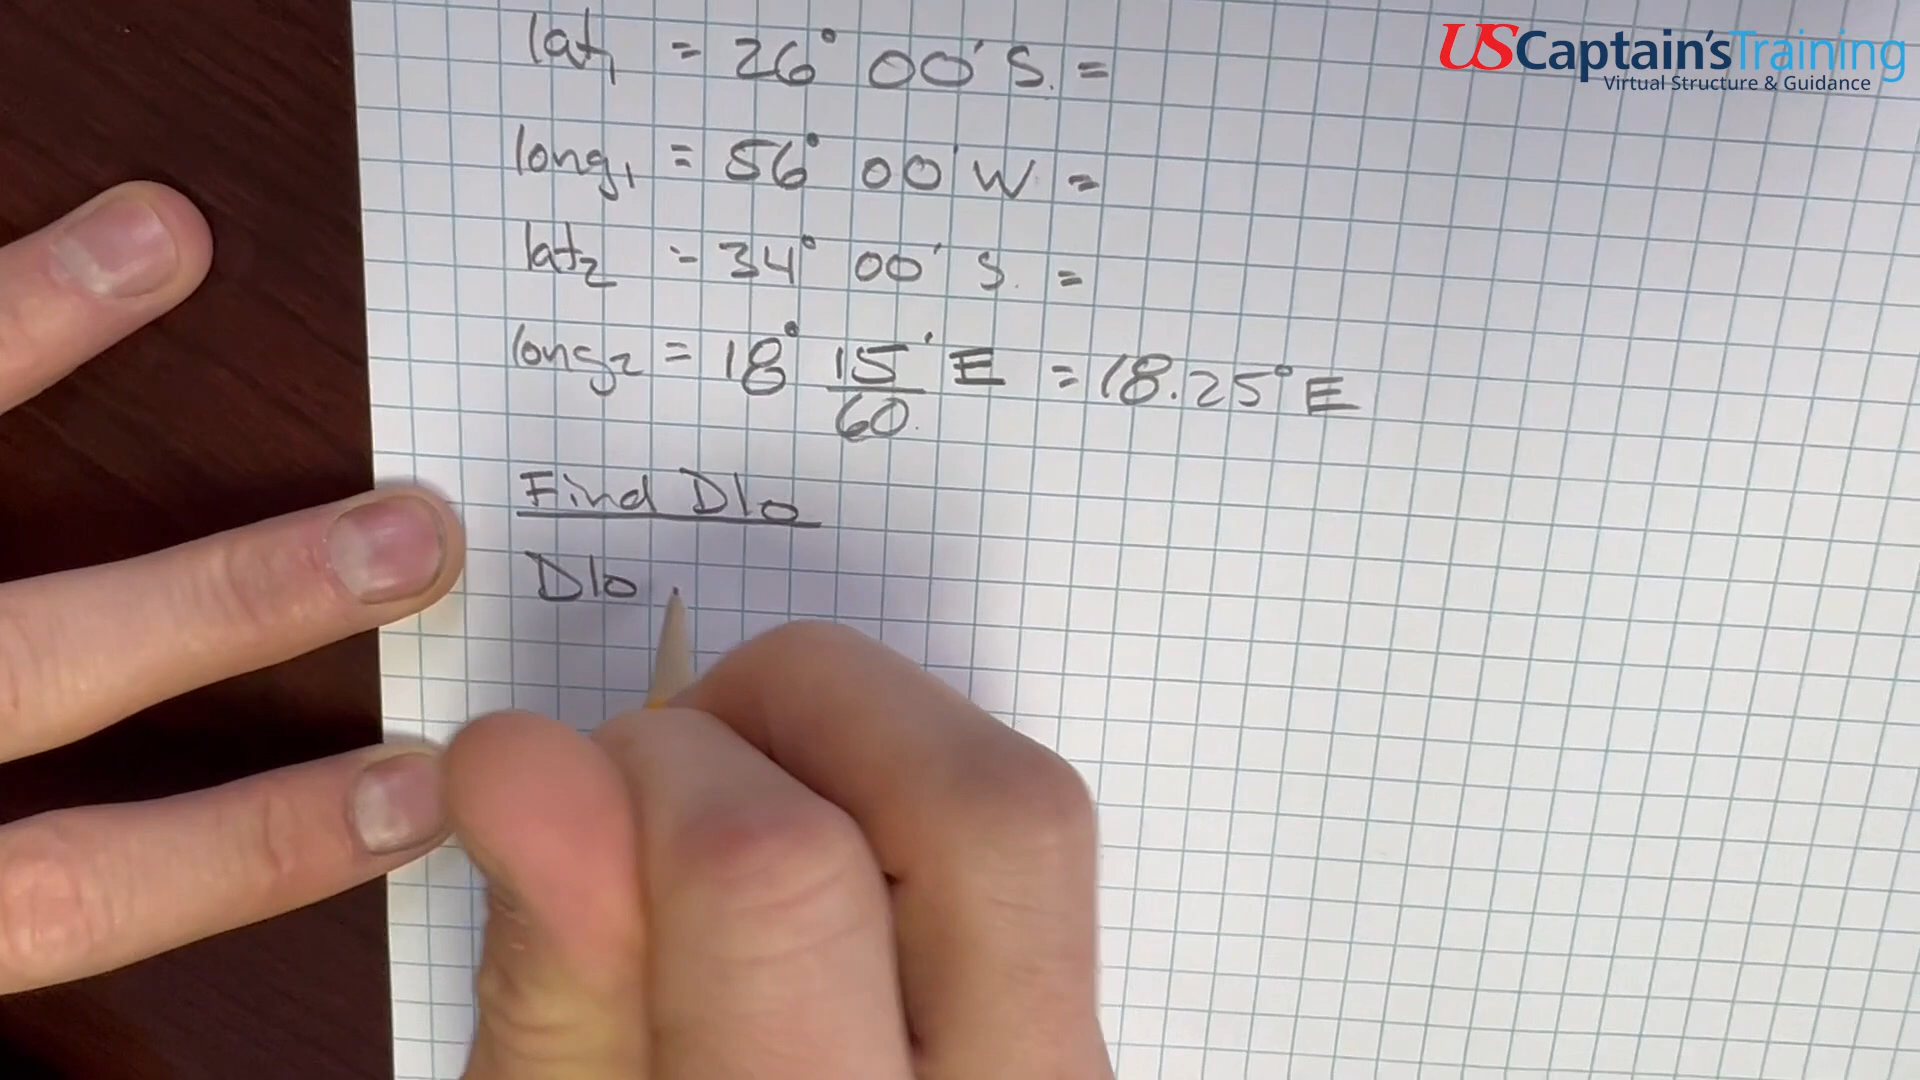 USCaptain'sTraining
Virtual Structure & Guidance
lat₁ = 26° 00' S. =
long₁ = 56° 00' W =
lat₂ = 34° 00' S. =
long₂ = 18° 15'/60 E = 18.25° E
Find Dlo
Dlo